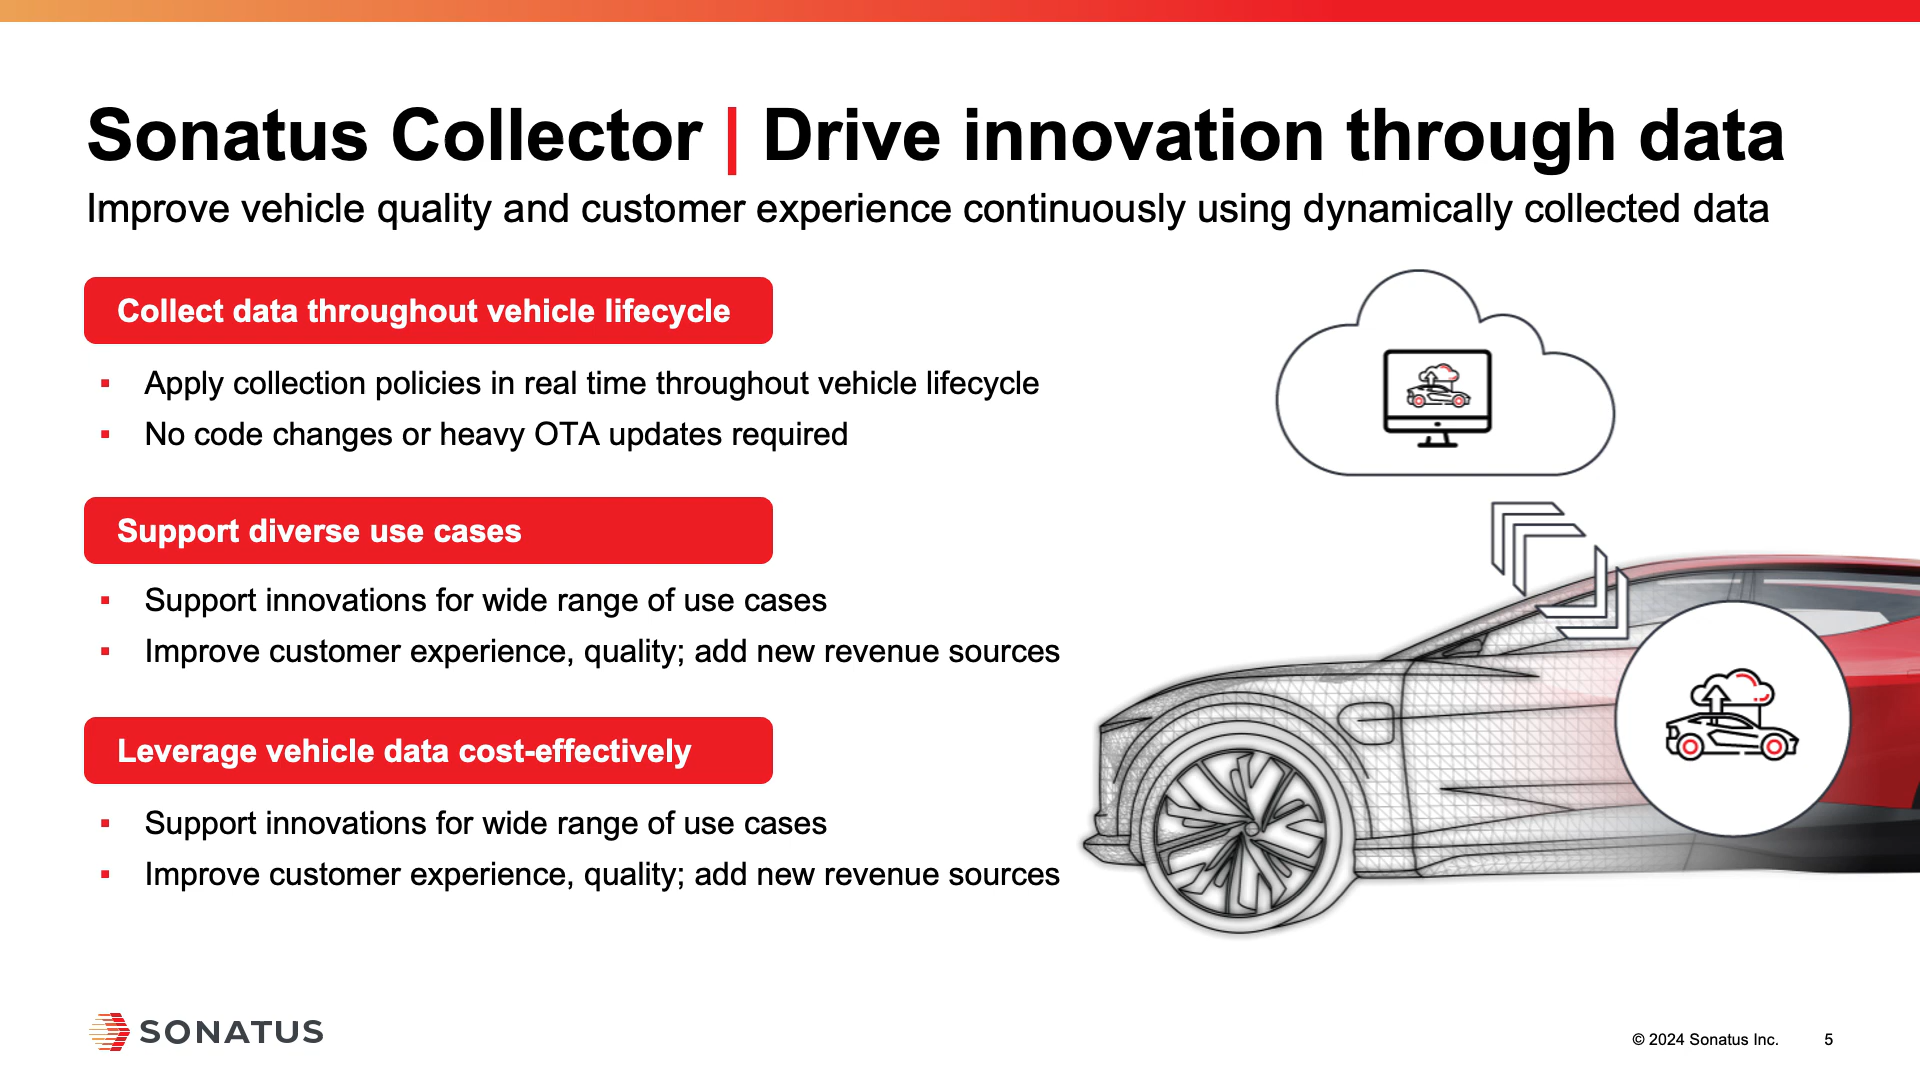 Sonatus Collector | Drive innovation through data
Improve vehicle quality and customer experience continuously using dynamically collected data
Collect data throughout vehicle lifecycle
▪ Apply collection policies in real time throughout vehicle lifecycle
▪ No code changes or heavy OTA updates required
Support diverse use cases
▪ Support innovations for wide range of use cases
▪ Improve customer experience, quality; add new revenue sources
Leverage vehicle data cost-effectively
▪ Support innovations for wide range of use cases
▪ Improve customer experience, quality; add new revenue sources
SONATUS
© 2024 Sonatus Inc. 5